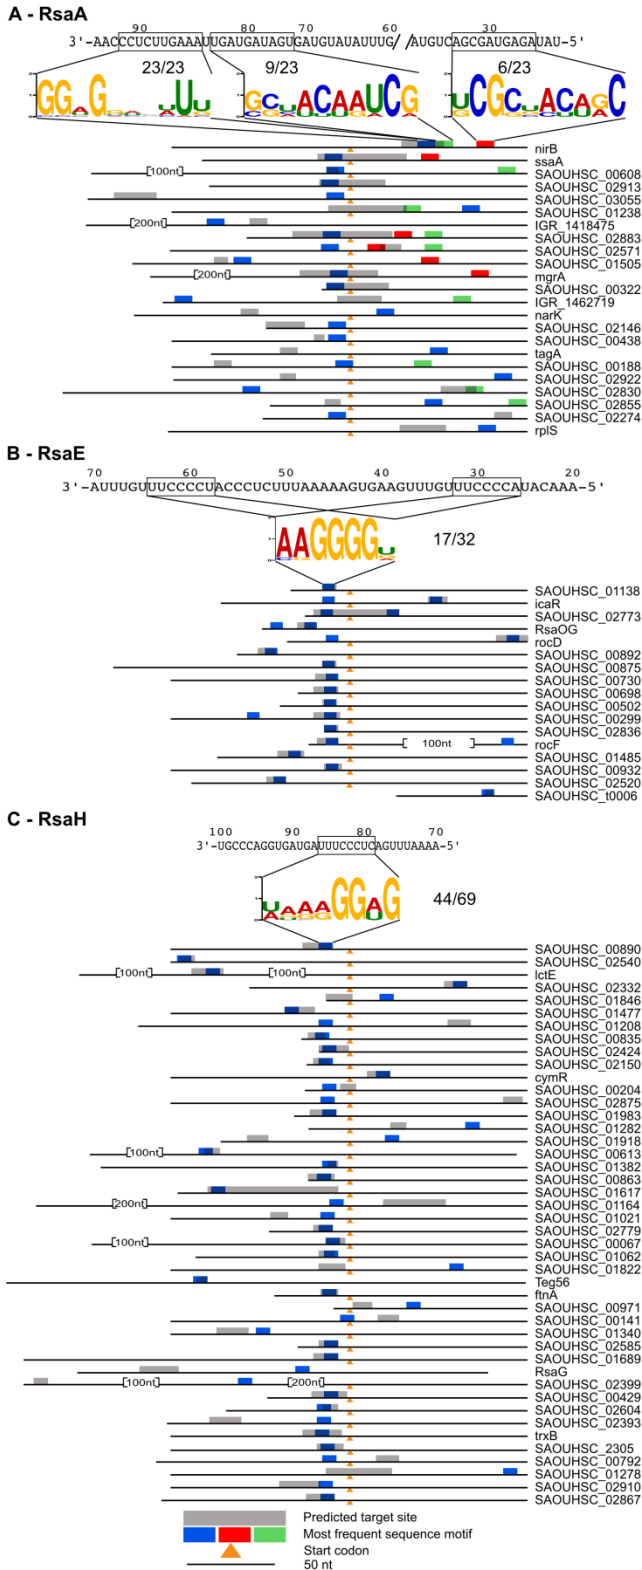 A - RsaA
90 80 70 60 30
3'-AACCCUCUUGAAAUUGAUGAUAGUGAUGUAUAUUUG // AUGUCAGCGAUGAGAUAU-5'
23/23 9/23 6/23
nirB
ssaA
[100nt] SAOUHSC_00608
SAOUHSC_02913
SAOUHSC_03055
SAOUHSC_01238
[200nt] IGR_1418475
SAOUHSC_02883
SAOUHSC_02571
SAOUHSC_01505
[200nt] mgrA
SAOUHSC_00322
IGR_1462719
narK
SAOUHSC_02146
SAOUHSC_00438
tagA
SAOUHSC_00188
SAOUHSC_02922
SAOUHSC_02830
SAOUHSC_02855
SAOUHSC_02274
rplS
B - RsaE
70 60 50 40 30 20
3'-AUUUGUUUCCCCUACCCUCUUUAAAAAGUGAAGUUUGUUUCCCCAUACAAA-5'
AAGGGG
17/32
SAOUHSC_01138
icaR
SAOUHSC_02773
RsaOG
rocD
SAOUHSC_00892
SAOUHSC_00875
SAOUHSC_00730
SAOUHSC_00698
SAOUHSC_00502
SAOUHSC_00299
SAOUHSC_02836
[100nt] rocF
SAOUHSC_01485
SAOUHSC_00932
SAOUHSC_02520
SAOUHSC_t0006
C - RsaH
100 90 80 70
3'-UGCCCAGGUGAUGAUUUCCCUCAGUUUAAAA-5'
44/69
SAOUHSC_00890
SAOUHSC_02540
[100nt] [100nt] lctE
SAOUHSC_02332
SAOUHSC_01846
SAOUHSC_01477
SAOUHSC_01208
SAOUHSC_00835
SAOUHSC_02424
SAOUHSC_02150
cymR
SAOUHSC_00204
SAOUHSC_02875
SAOUHSC_01983
SAOUHSC_01282
SAOUHSC_01918
[100nt] SAOUHSC_00613
SAOUHSC_01382
SAOUHSC_00863
SAOUHSC_01617
[200nt] SAOUHSC_01164
SAOUHSC_01021
SAOUHSC_02779
[100nt] SAOUHSC_00067
SAOUHSC_01062
SAOUHSC_01822
Teg56
ftnA
SAOUHSC_00971
SAOUHSC_00141
SAOUHSC_01340
SAOUHSC_02585
SAOUHSC_01689
RsaG
[100nt] [200nt] SAOUHSC_02399
SAOUHSC_00429
SAOUHSC_02604
SAOUHSC_02393
trxB
SAOUHSC_2305
SAOUHSC_00792
SAOUHSC_01278
SAOUHSC_02910
SAOUHSC_02867
Predicted target site
Most frequent sequence motif
Start codon
50 nt